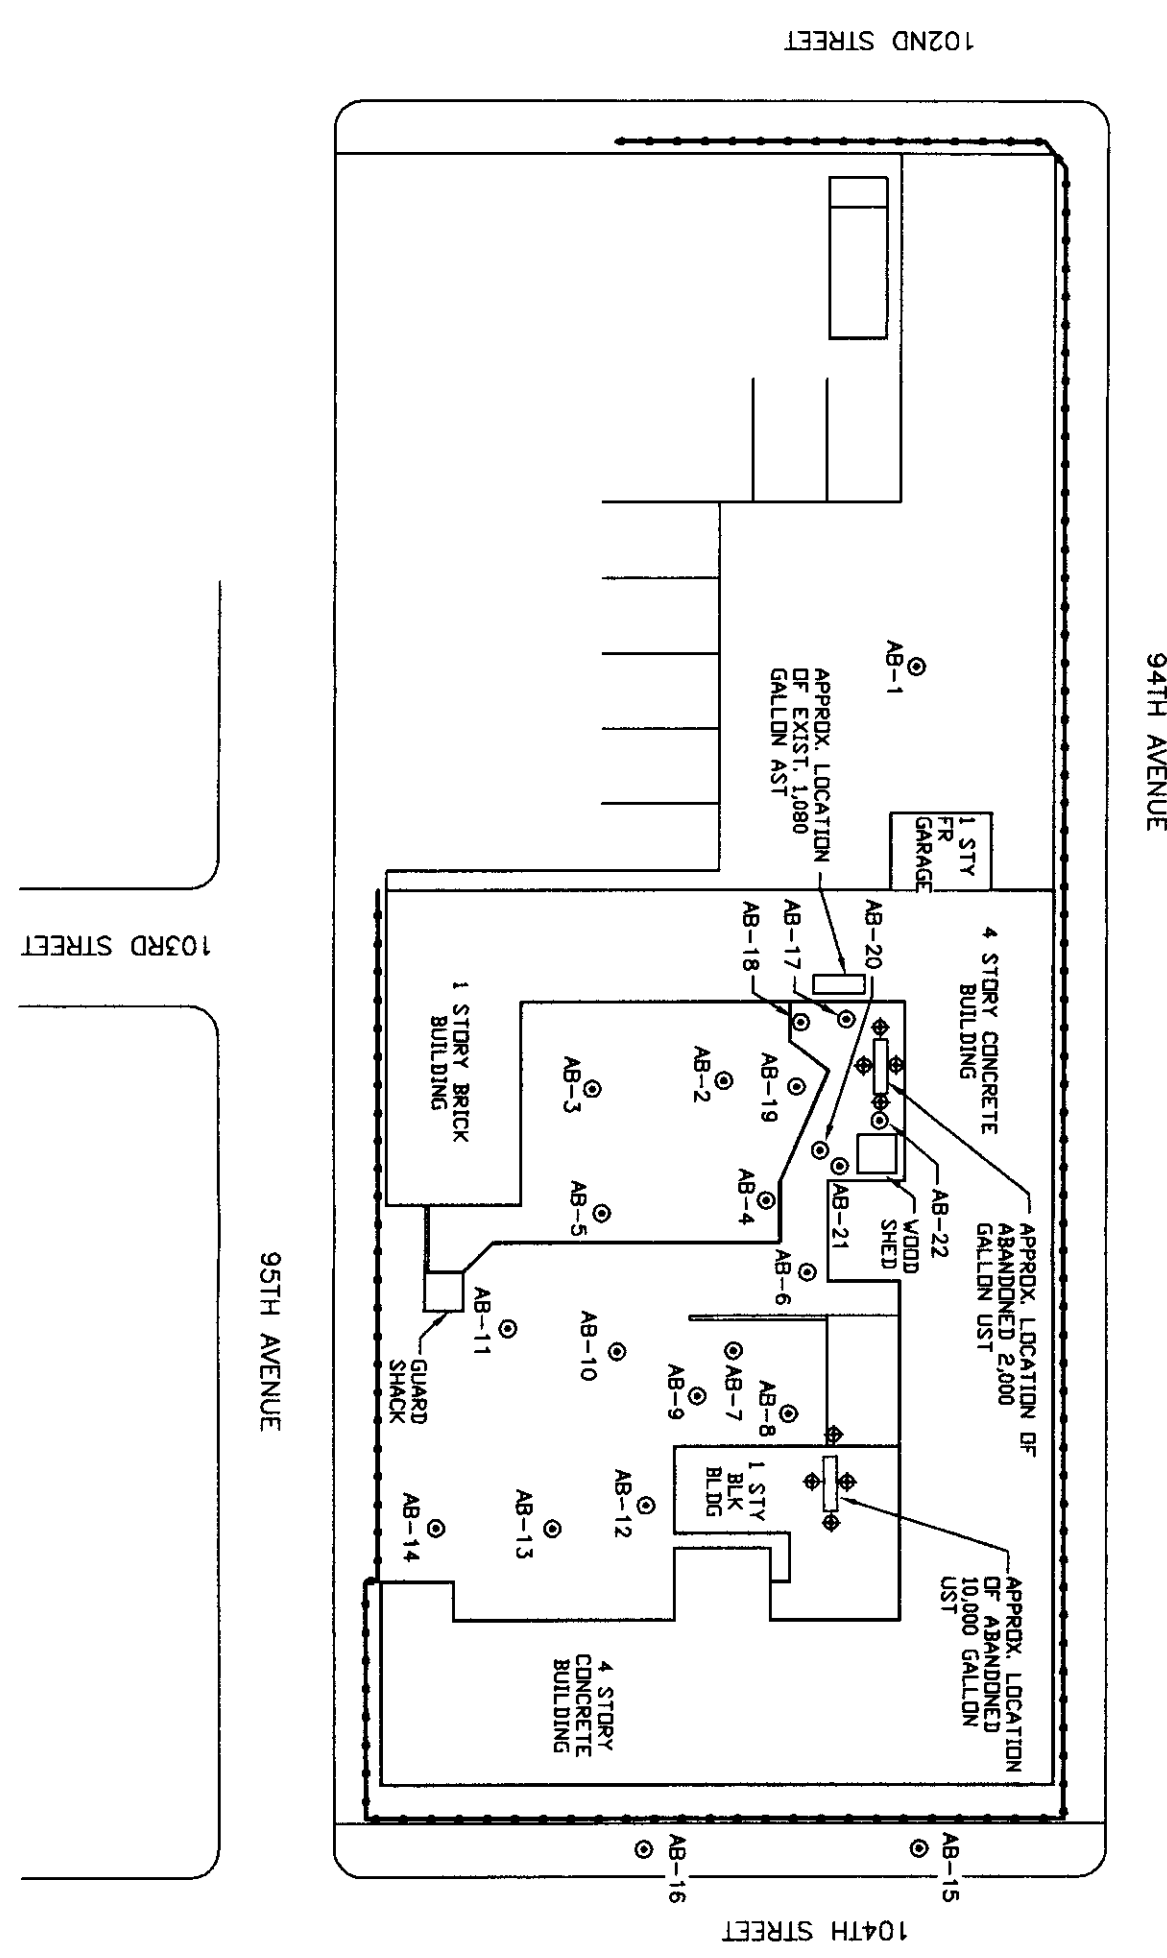 102ND STREET
94TH AVENUE
AB-1
APPROX. LOCATION
OF EXIST. 1,080
GALLON AST
1 STY
FR
GARAGE
AB-20
AB-17
AB-18
4 STORY CONCRETE
BUILDING
103RD STREET
1 STORY BRICK
BUILDING
AB-19
AB-2
AB-3
AB-22
AB-21
WOOD
SHED
APPROX. LOCATION OF
ABANDONED 2,000
GALLON UST
AB-4
AB-5
AB-6
95TH AVENUE
AB-11
AB-10
AB-7
AB-9
AB-8
GUARD
SHACK
1 STY
BLK
BLDG
AB-12
AB-13
AB-14
APPROX. LOCATION
OF ABANDONED
10,000 GALLON
UST
4 STORY
CONCRETE
BUILDING
AB-15
AB-16
104TH STREET